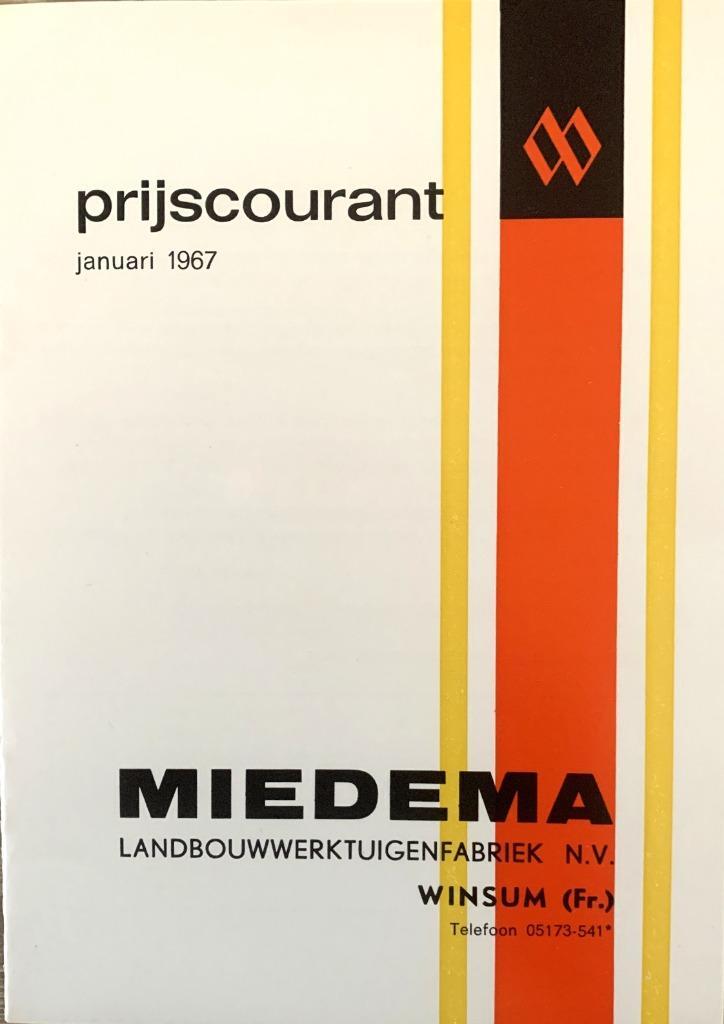 prijscourant
januari 1967
MIEDEMA
LANDBOUWWERKTUIGENFABRIEK N.V.
WINSUM (Fr.)
Telefoon 05173-541*